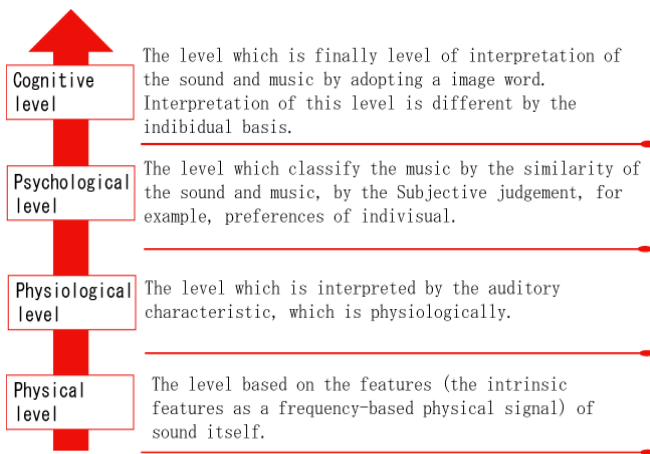 Cognitive
level
The level which is finally level of interpretation of
the sound and music by adopting a image word.
Interpretation of this level is different by the
indibidual basis.
Psychological
level
The level which classify the music by the similarity of
the sound and music, by the Subjective judgement, for
example, preferences of indivisual.
Physiological
level
The level which is interpreted by the auditory
characteristic, which is physiologically.
Physical
level
The level based on the features (the intrinsic
features as a frequency-based physical signal) of
sound itself.